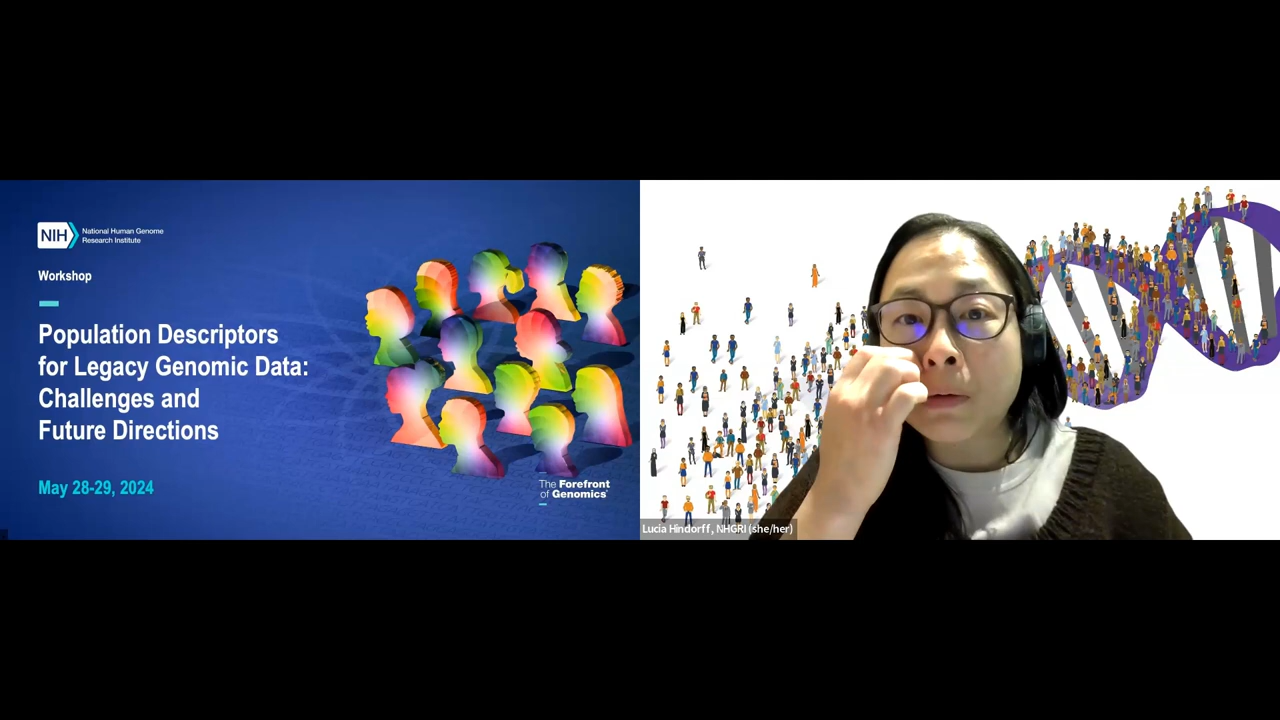 NIH
National Human Genome
Research Institute
Workshop
Population Descriptors
for Legacy Genomic Data:
Challenges and
Future Directions
May 28-29, 2024
The Forefront
of Genomics®
Lucia Hindorff, NHGRI (she/her)